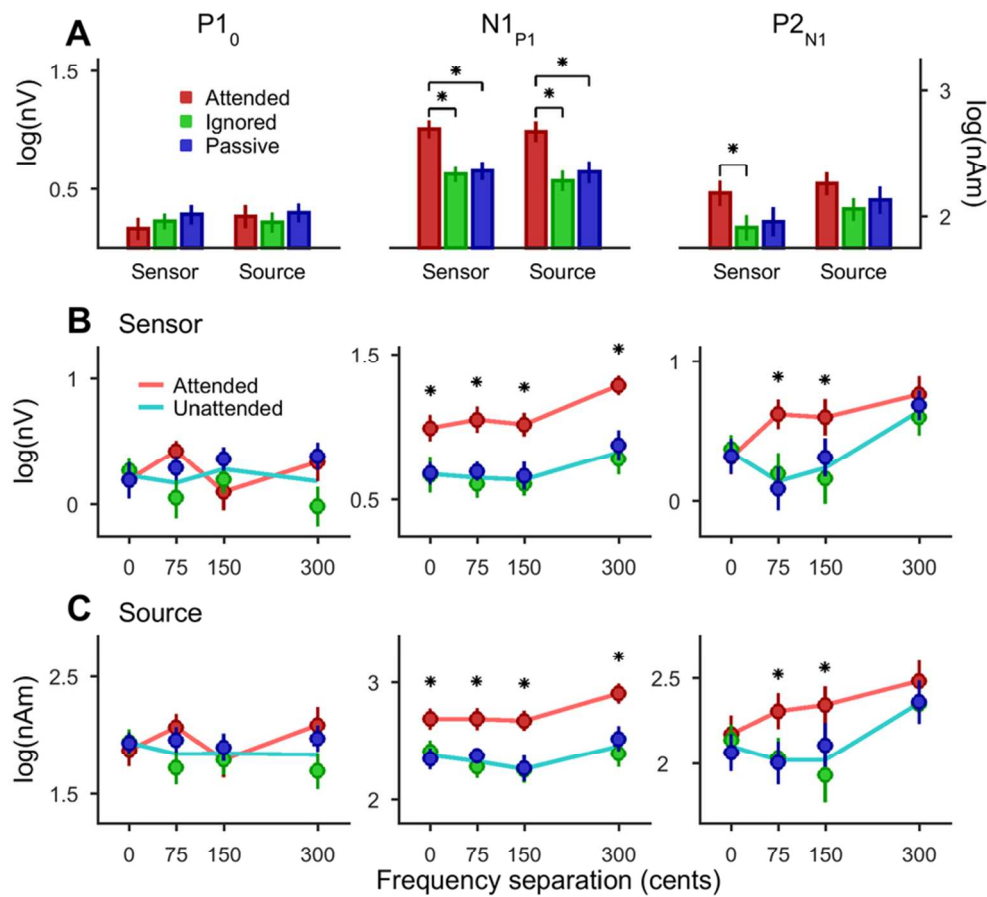 A
P1₀
N1ₚ₁
P2ₙ₁
log(nV)
1.5
0.5
Attended
Ignored
Passive
* * * * *
3
2
log(nAm)
Sensor Source
Sensor Source
Sensor Source
B Sensor
log(nV)
1
0
Attended
Unattended
0 75 150 300
1.5
0.5
* * * *
0 75 150 300
1
0
* *
0 75 150 300
C Source
log(nAm)
2.5
1.5
0 75 150 300
3
2
* * * *
0 75 150 300
2.5
2
* *
0 75 150 300
Frequency separation (cents)